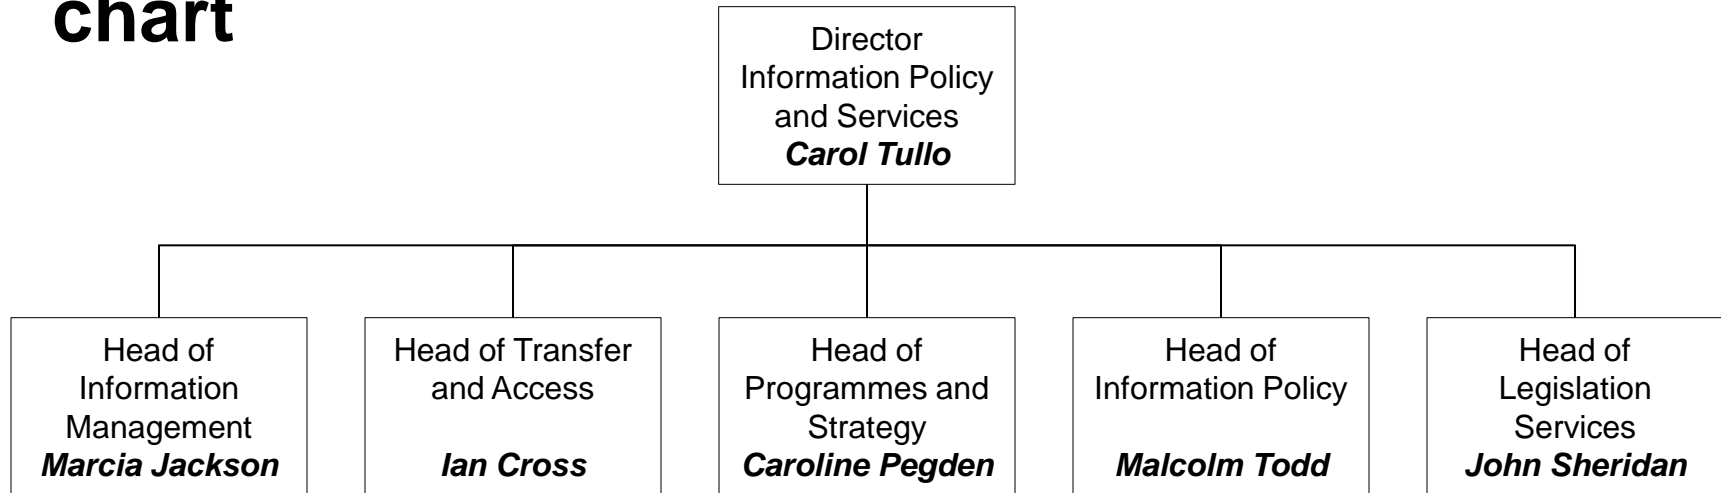 chart
Director
Information Policy
and Services
Carol Tullo
Head of
Information
Management
Marcia Jackson
Head of Transfer
and Access
Ian Cross
Head of
Programmes and
Strategy
Caroline Pegden
Head of
Information Policy
Malcolm Todd
Head of
Legislation
Services
John Sheridan